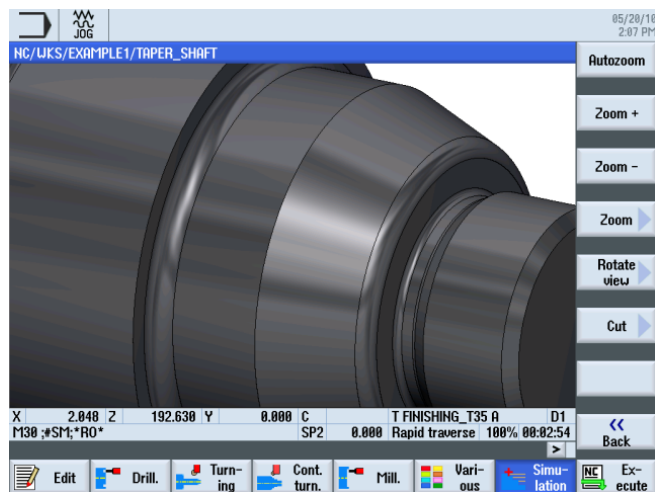 05/20/10
JOG
2:07 PM
NC/WKS/EXAMPLE1/TAPER_SHAFT
Autozoom
Zoom +
Zoom -
Zoom
Rotate
view
Cut
X 2.048 Z 192.630 Y 0.000 C T FINISHING_T35 A D1
M30 ;#SM;*RO* SP2 0.000 Rapid traverse 100% 00:02:54
<<
Back
>
Edit
Drill.
Turn-
ing
Cont.
turn.
Mill.
Vari-
ous
Simu-
lation
NC Ex-
ecute